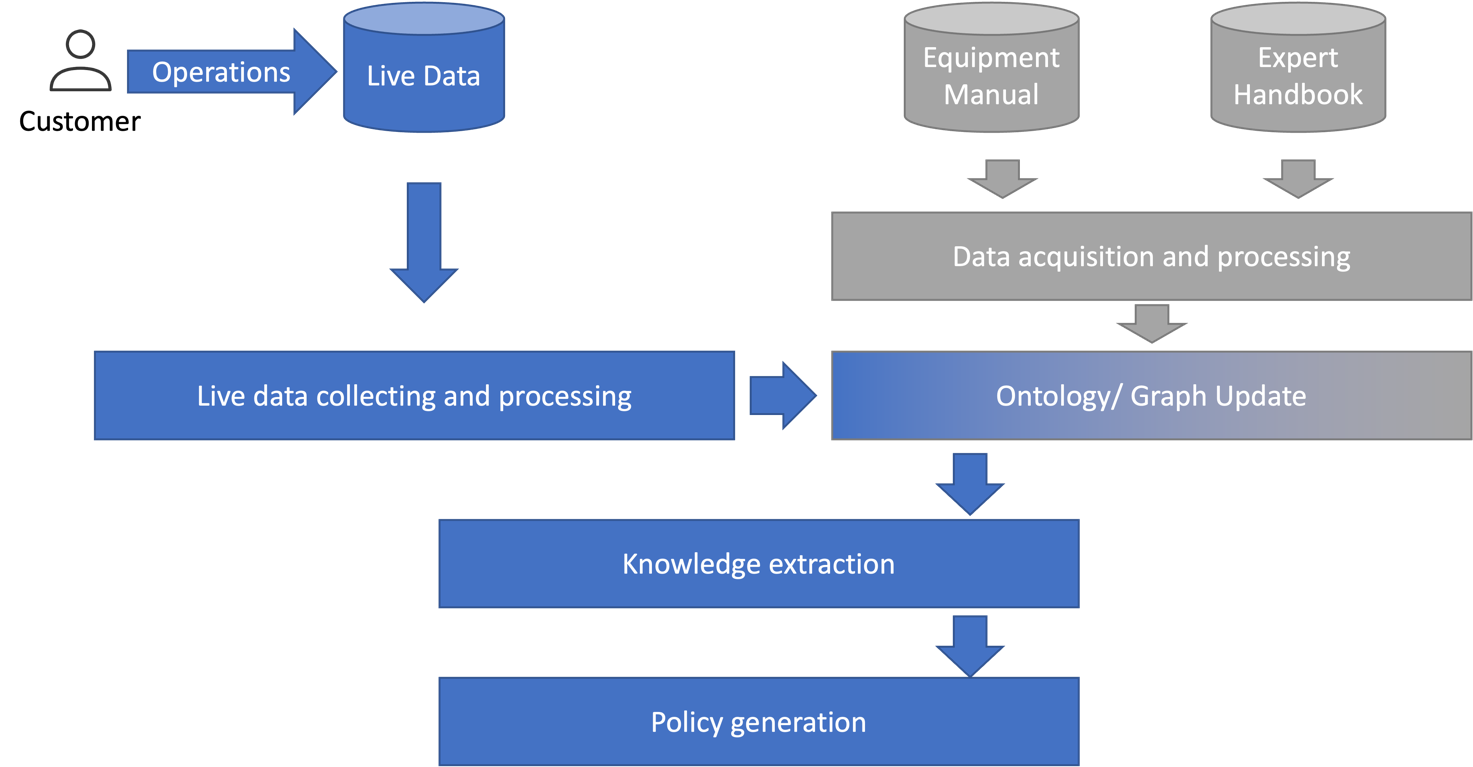 Operations
Live Data
Customer
Equipment
Manual
Expert
Handbook
Data acquisition and processing
Live data collecting and processing
Ontology/ Graph Update
Knowledge extraction
Policy generation